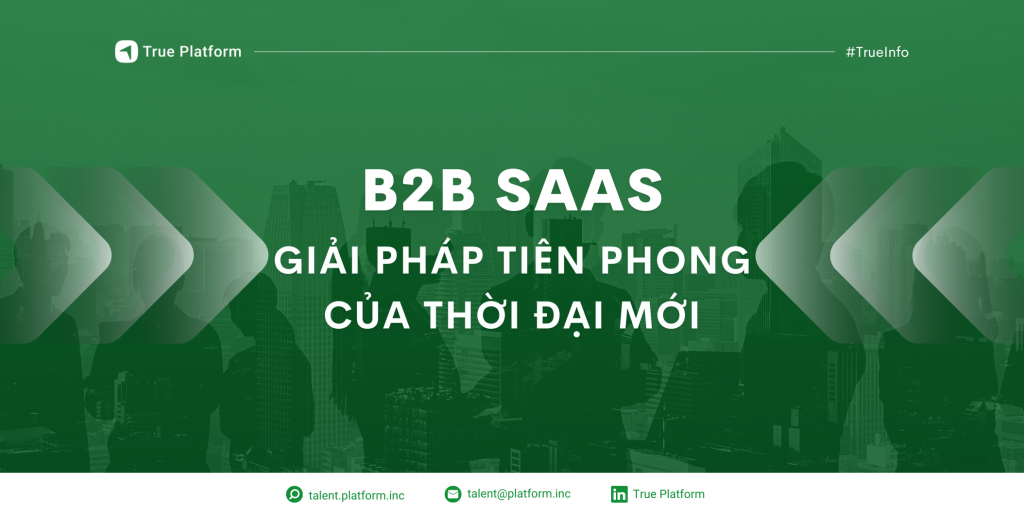 True Platform
#TrueInfo
B2B SAAS
GIẢI PHÁP TIÊN PHONG
CỦA THỜI ĐẠI MỚI
talent.platform.inc
talent@platform.inc
True Platform